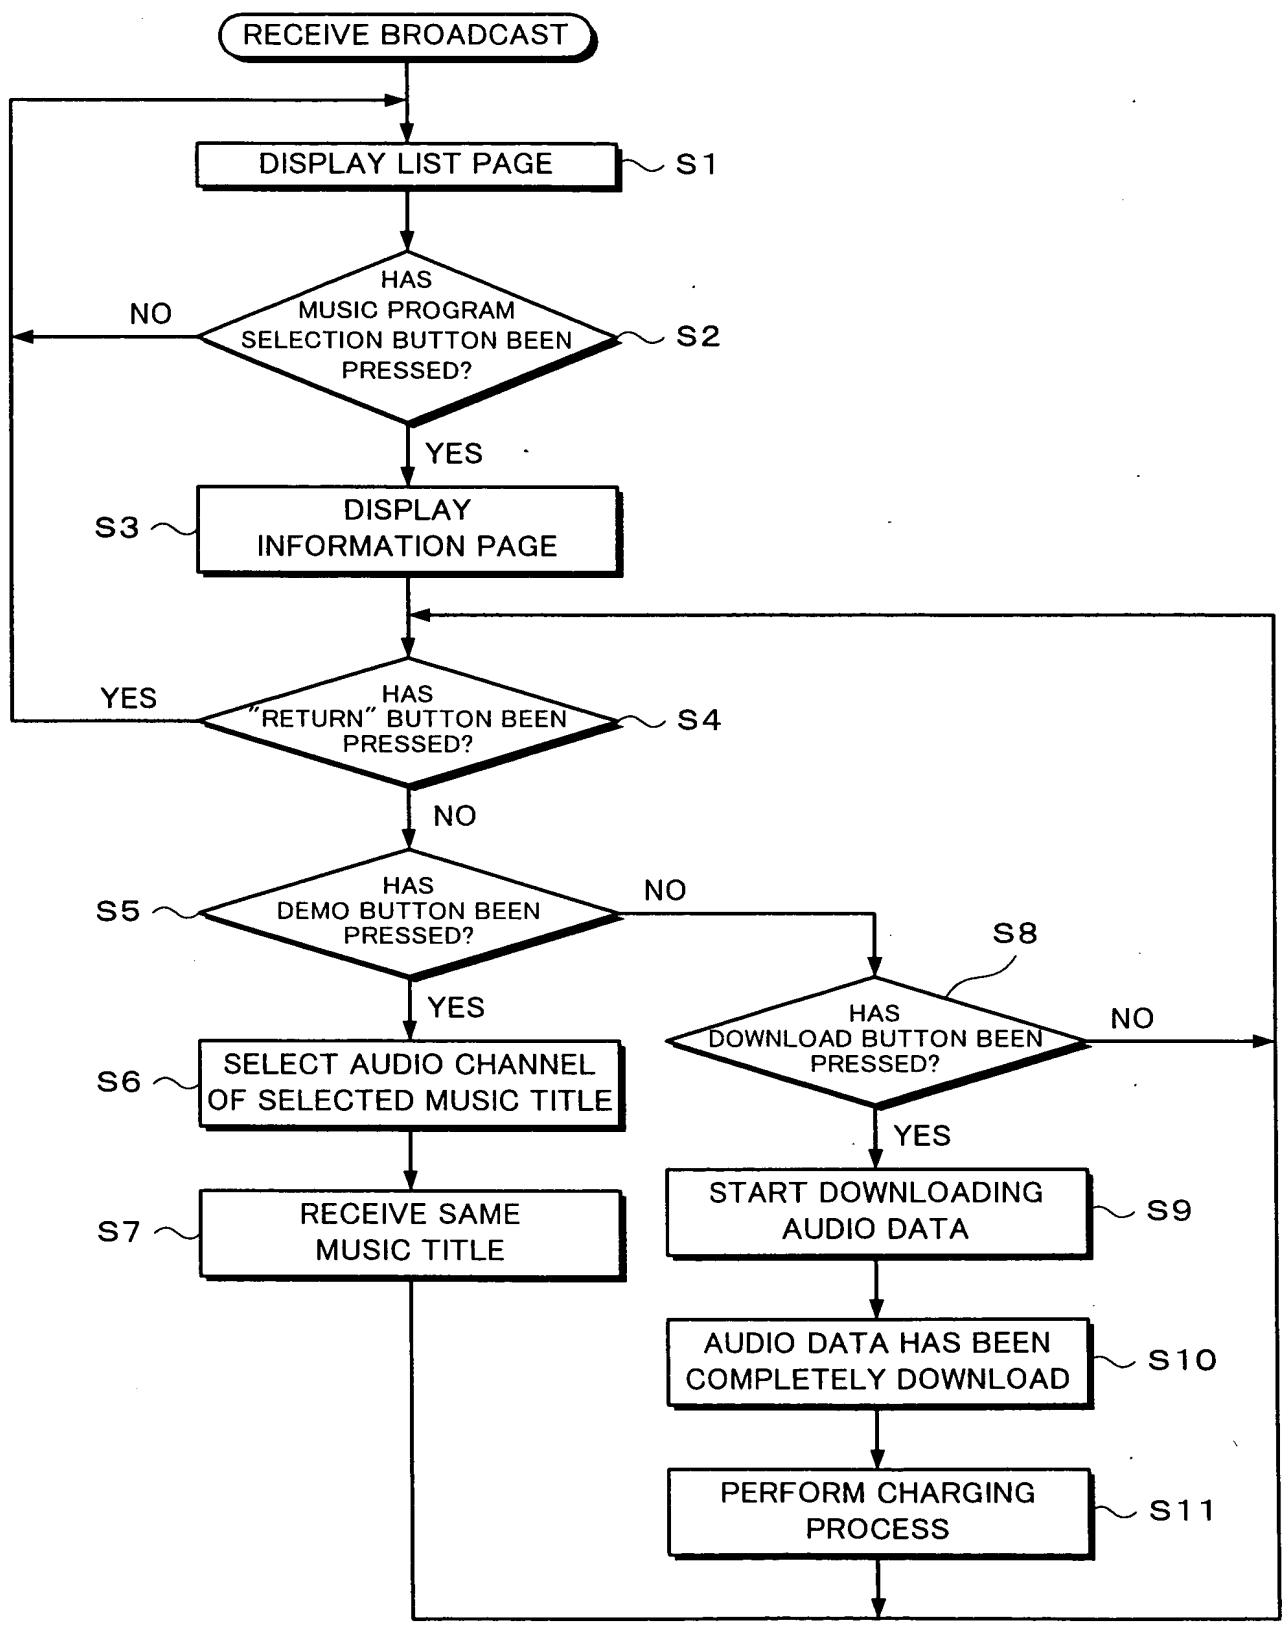 RECEIVE BROADCAST
DISPLAY LIST PAGE
S1
HAS
MUSIC PROGRAM
SELECTION BUTTON BEEN
PRESSED?
S2
NO
YES
DISPLAY
INFORMATION PAGE
S3
HAS
"RETURN" BUTTON BEEN
PRESSED?
S4
YES
NO
HAS
DEMO BUTTON BEEN
PRESSED?
S5
NO
YES
SELECT AUDIO CHANNEL
OF SELECTED MUSIC TITLE
S6
RECEIVE SAME
MUSIC TITLE
S7
S8
HAS
DOWNLOAD BUTTON BEEN
PRESSED?
NO
YES
START DOWNLOADING
AUDIO DATA
S9
AUDIO DATA HAS BEEN
COMPLETELY DOWNLOAD
S10
PERFORM CHARGING
PROCESS
S11